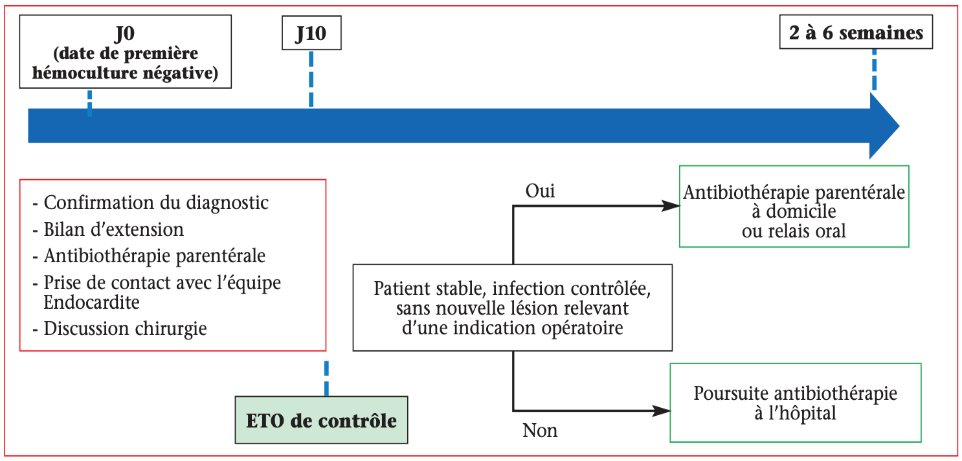 J0
(date de première
hémoculture négative)
J10
2 à 6 semaines
- Confirmation du diagnostic
- Bilan d’extension
- Antibiothérapie parentérale
- Prise de contact avec l’équipe
Endocardite
- Discussion chirurgie
ETO de contrôle
Patient stable, infection contrôlée,
sans nouvelle lésion relevant
d’une indication opératoire
Oui
Antibiothérapie parentérale
à domicile
ou relais oral
Non
Poursuite antibiothérapie
à l’hôpital